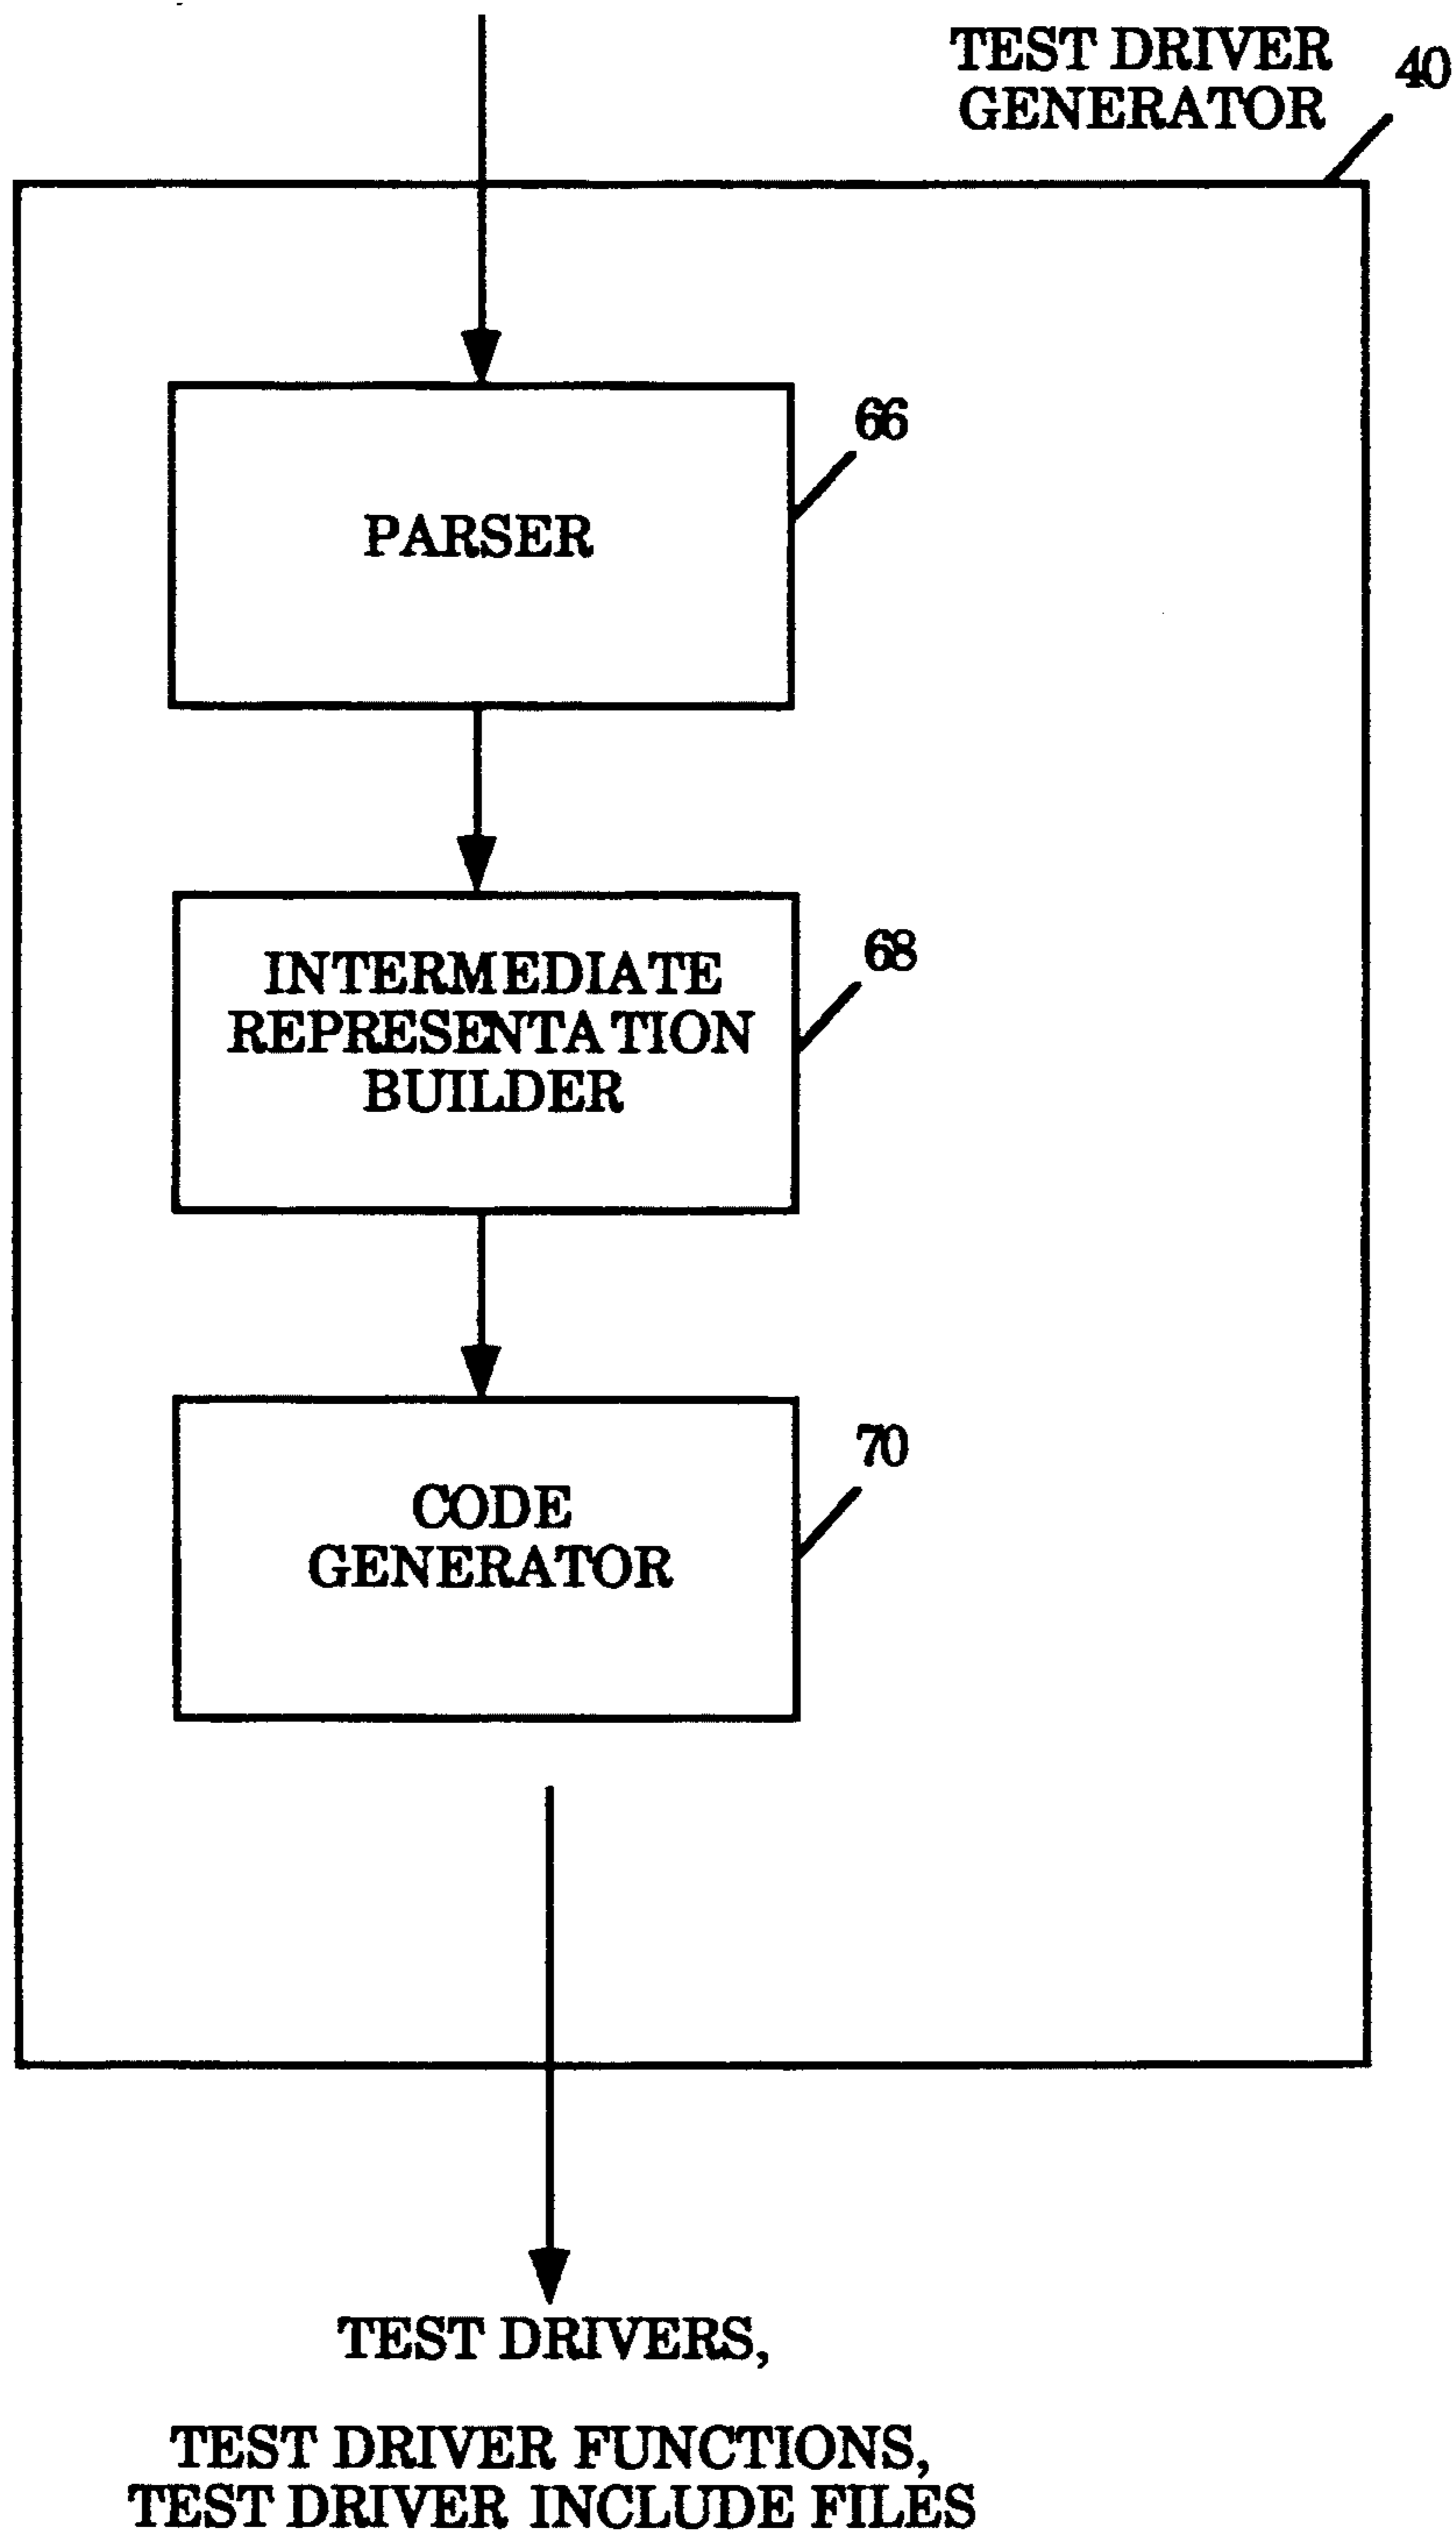 TEST DRIVER
GENERATOR
40
66
PARSER
68
INTERMEDIATE
REPRESENTATION
BUILDER
70
CODE
GENERATOR
TEST DRIVERS,
TEST DRIVER FUNCTIONS,
TEST DRIVER INCLUDE FILES